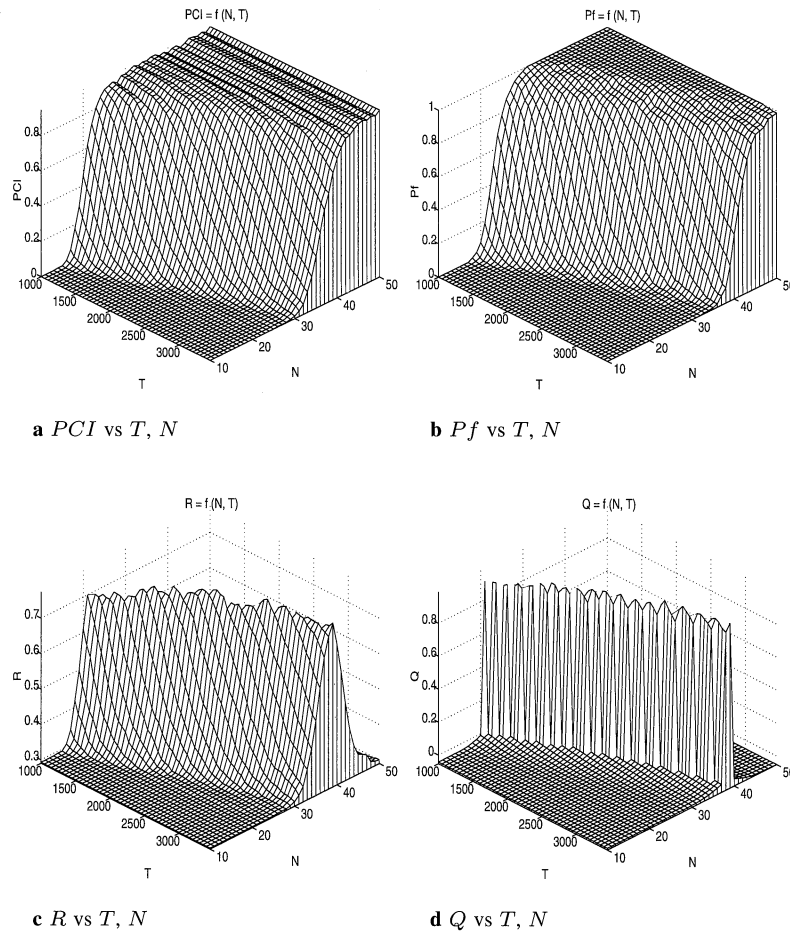 PCI = f (N, T)
0.8
0.6
0.4
0.2
0
PCI
1000
1500
2000
2500
3000
T
10
20
30
40
50
N
a PCI vs T, N
Pf = f (N, T)
1
0.8
0.6
0.4
0.2
0
Pf
1000
1500
2000
2500
3000
T
10
20
30
40
N
b Pf vs T, N
R = f (N, T)
0.7
0.6
0.5
0.4
0.3
R
1000
1500
2000
2500
3000
T
10
20
30
40
50
N
c R vs T, N
Q = f (N, T)
0.8
0.6
0.4
0.2
0
Q
1000
1500
2000
2500
3000
T
10
20
30
40
N
d Q vs T, N